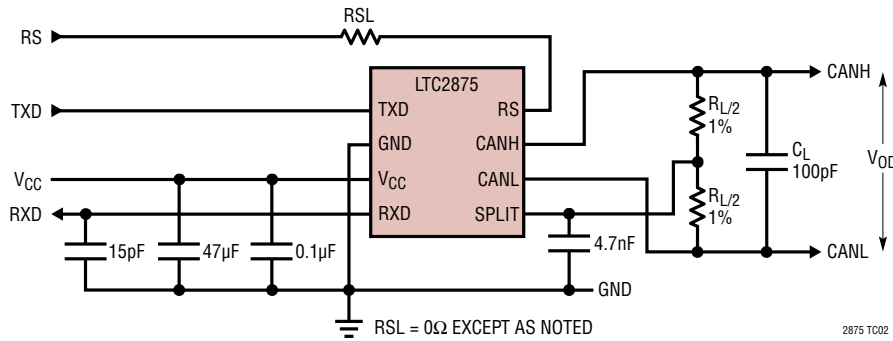 RSL
RS
LTC2875
TXD
TXD
RS
GND
CANH
VCC
VCC
CANL
RXD
RXD
SPLIT
15pF
47µF
0.1µF
4.7nF
RL/2
1%
RL/2
1%
CL
100pF
CANH
VOD
CANL
GND
RSL = 0Ω EXCEPT AS NOTED
2875 TC02